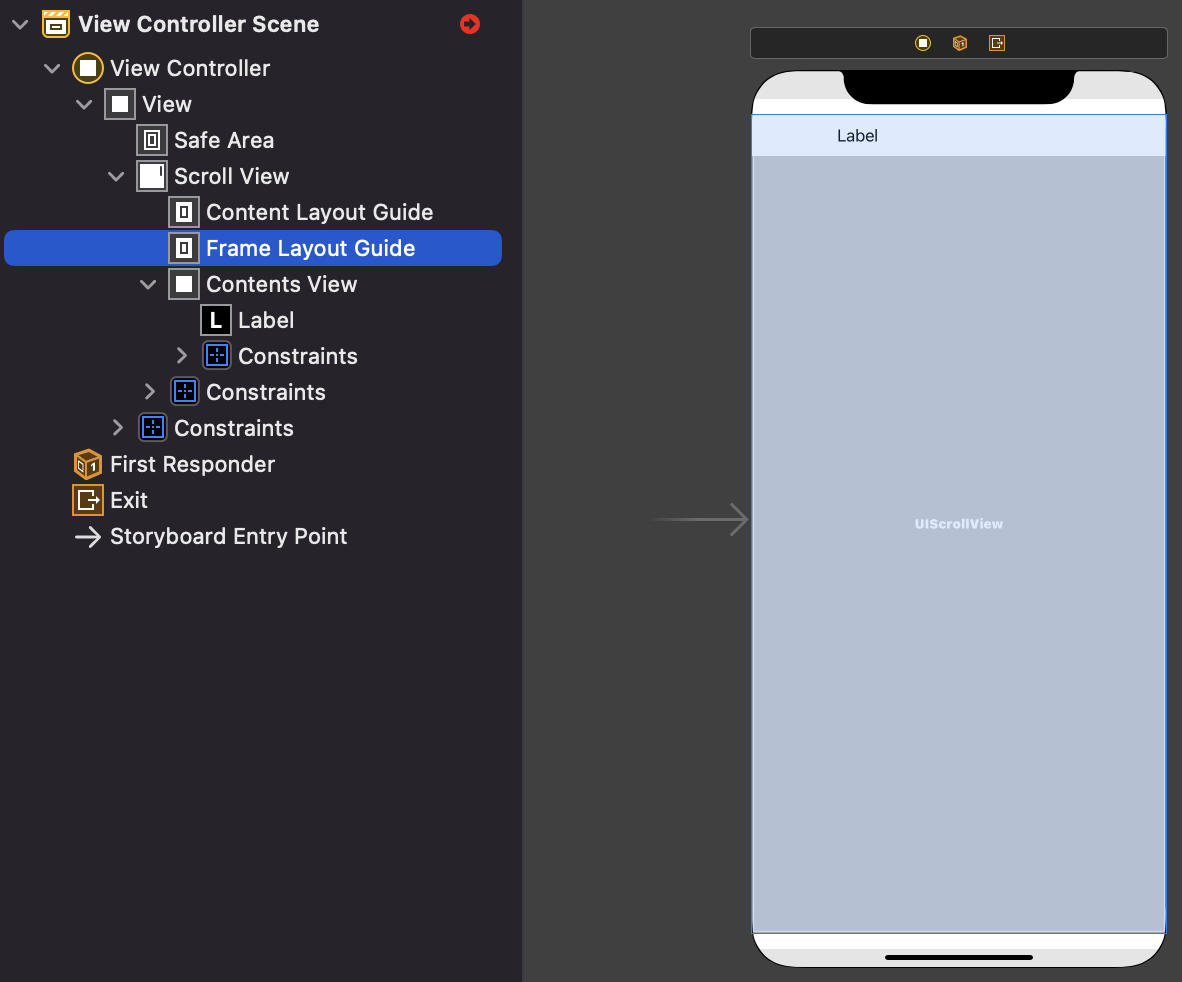 View Controller Scene
View Controller
View
Safe Area
Scroll View
Content Layout Guide
Frame Layout Guide
Contents View
L Label
Constraints
Constraints
Constraints
First Responder
Exit
Storyboard Entry Point
Label
UIScrollView